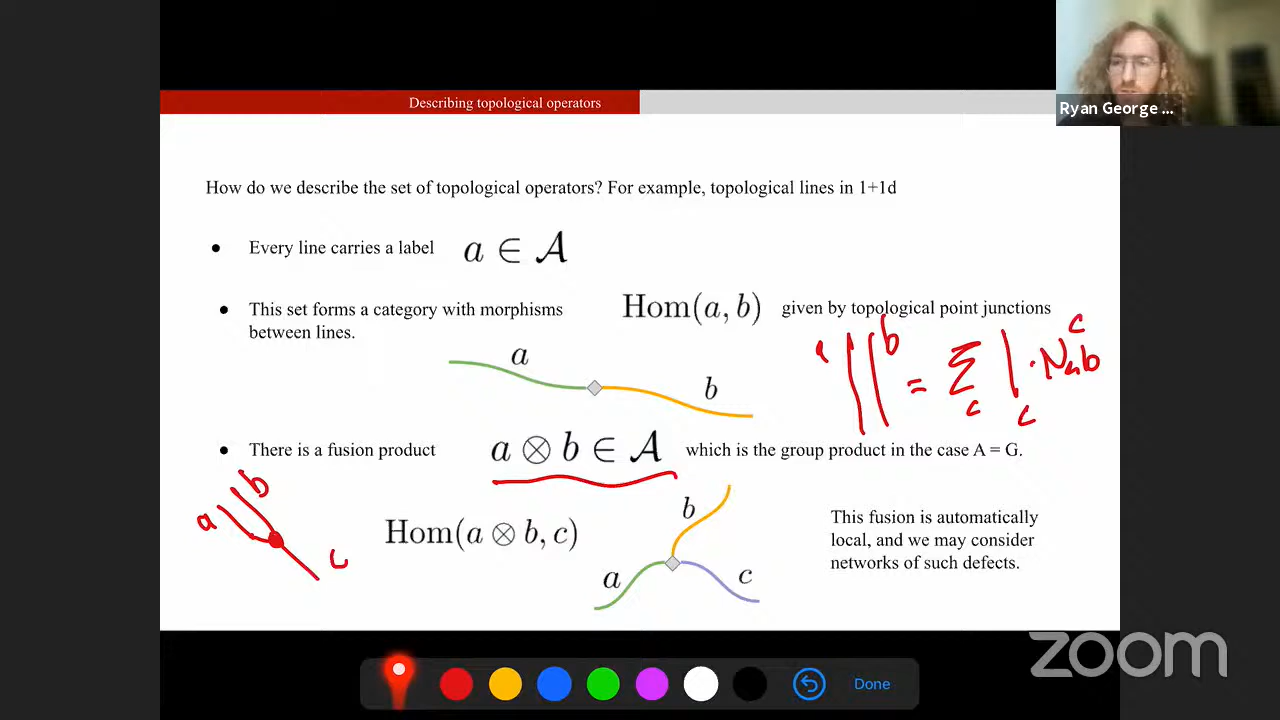 Ryan George ...
Describing topological operators
How do we describe the set of topological operators? For example, topological lines in 1+1d
● Every line carries a label a ∈ 𝒜
● This set forms a category with morphisms Hom(a, b) given by topological point junctions
between lines.
a b
a b = Σ_c · N_ab^c
c
● There is a fusion product a ⊗ b ∈ 𝒜 which is the group product in the case A = G.
a b c
Hom(a ⊗ b, c)
a b c
This fusion is automatically
local, and we may consider
networks of such defects.
zoom
Done